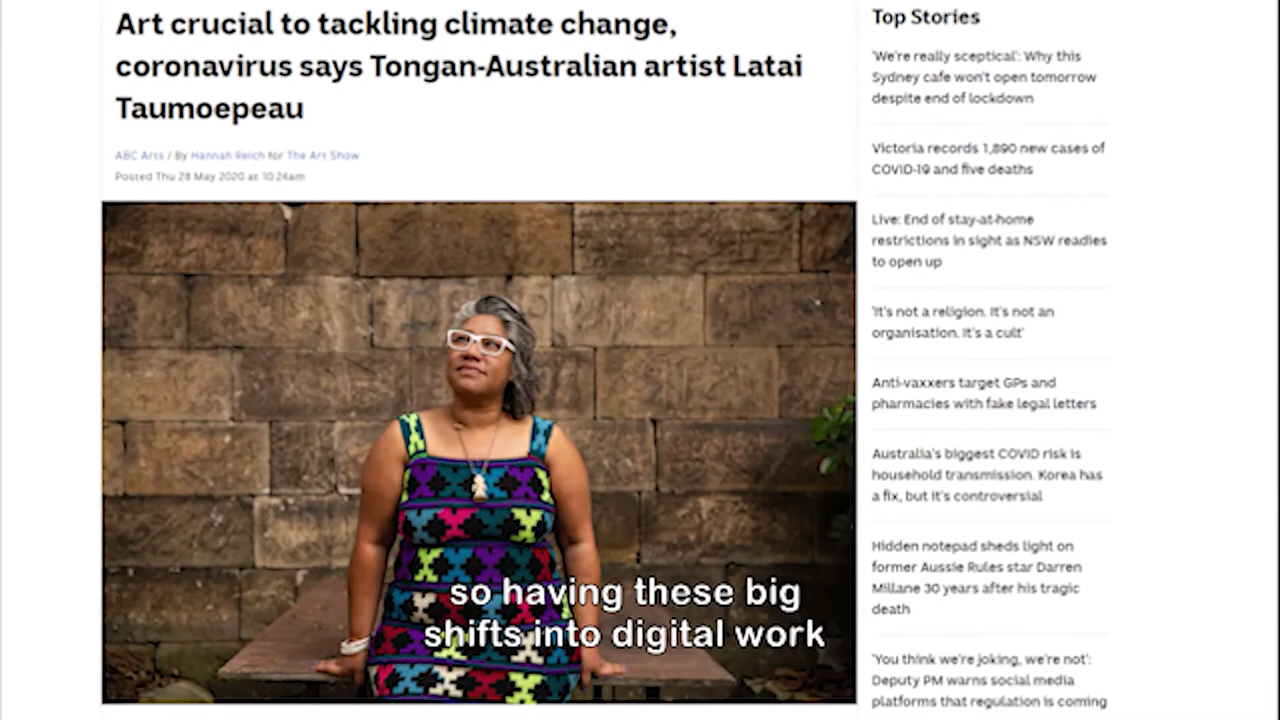 Art crucial to tackling climate change,
coronavirus says Tongan-Australian artist Latai
Taumoepeau
ABC Arts / By Hannah Reich for The Art Show
Posted Thu 28 May 2020 at 10:24am
so having these big
shifts into digital work
Top Stories
'We're really sceptical': Why this
Sydney cafe won't open tomorrow
despite end of lockdown
Victoria records 1,890 new cases of
COVID-19 and five deaths
Live: End of stay-at-home
restrictions in sight as NSW readies
to open up
'It's not a religion. It's not an
organisation. It's a cult'
Anti-vaxxers target GPs and
pharmacies with fake legal letters
Australia's biggest COVID risk is
household transmission. Korea has
a fix, but it's controversial
Hidden notepad sheds light on
former Aussie Rules star Darren
Millane 30 years after his tragic
death
'You think we're joking, we're not':
Deputy PM warns social media
platforms that regulation is coming